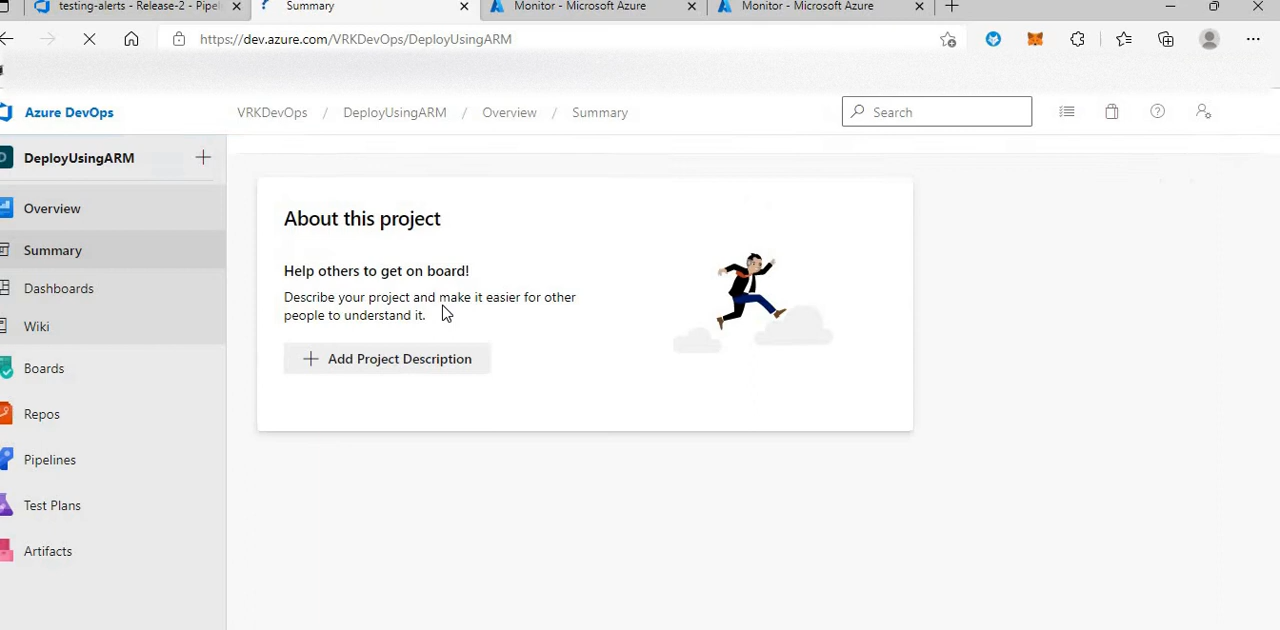 testing-alerts - Release-2 - Pipel
Summary
Monitor - Microsoft Azure
Monitor - Microsoft Azure
https://dev.azure.com/VRKDevOps/DeployUsingARM
Azure DevOps
VRKDevOps / DeployUsingARM / Overview / Summary
Search
DeployUsingARM
Overview
Summary
Dashboards
Wiki
Boards
Repos
Pipelines
Test Plans
Artifacts
About this project
Help others to get on board!
Describe your project and make it easier for other
people to understand it.
Add Project Description